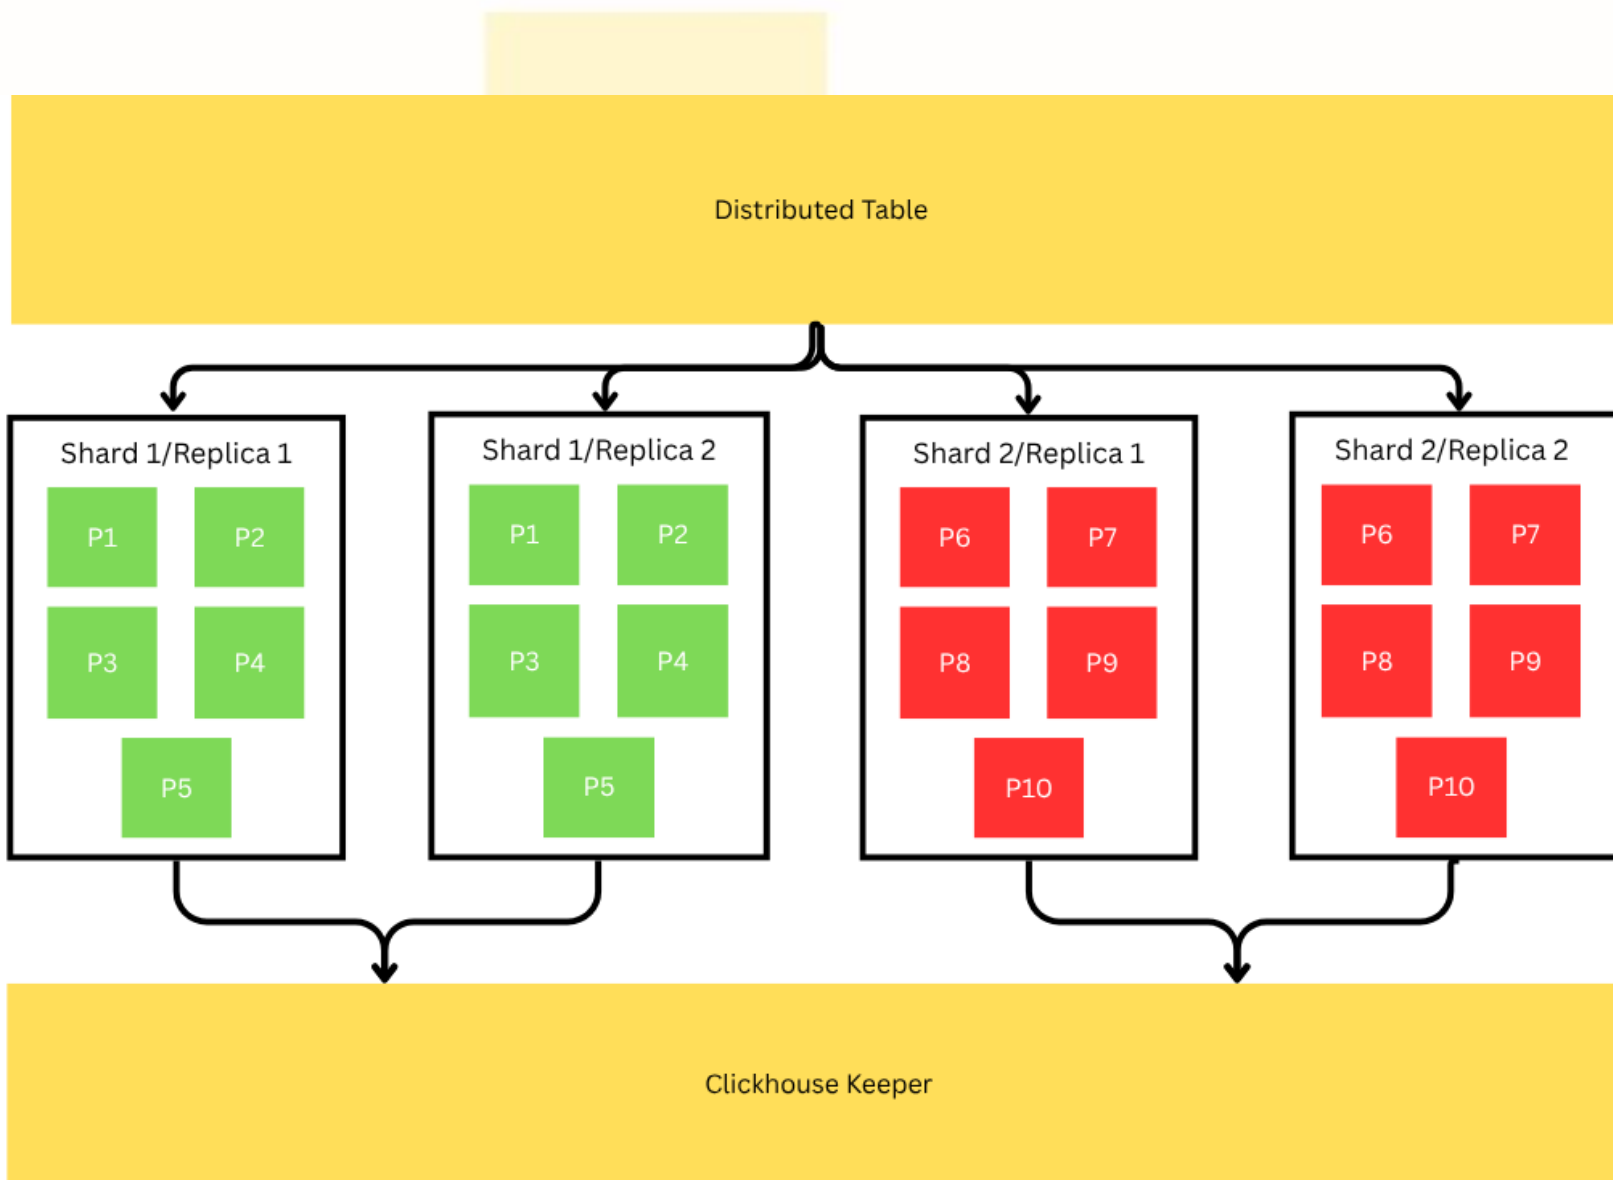 Distributed Table
Shard 1/Replica 1
P1 P2
P3 P4
P5
Shard 1/Replica 2
P1 P2
P3 P4
P5
Shard 2/Replica 1
P6 P7
P8 P9
P10
Shard 2/Replica 2
P6 P7
P8 P9
P10
Clickhouse Keeper